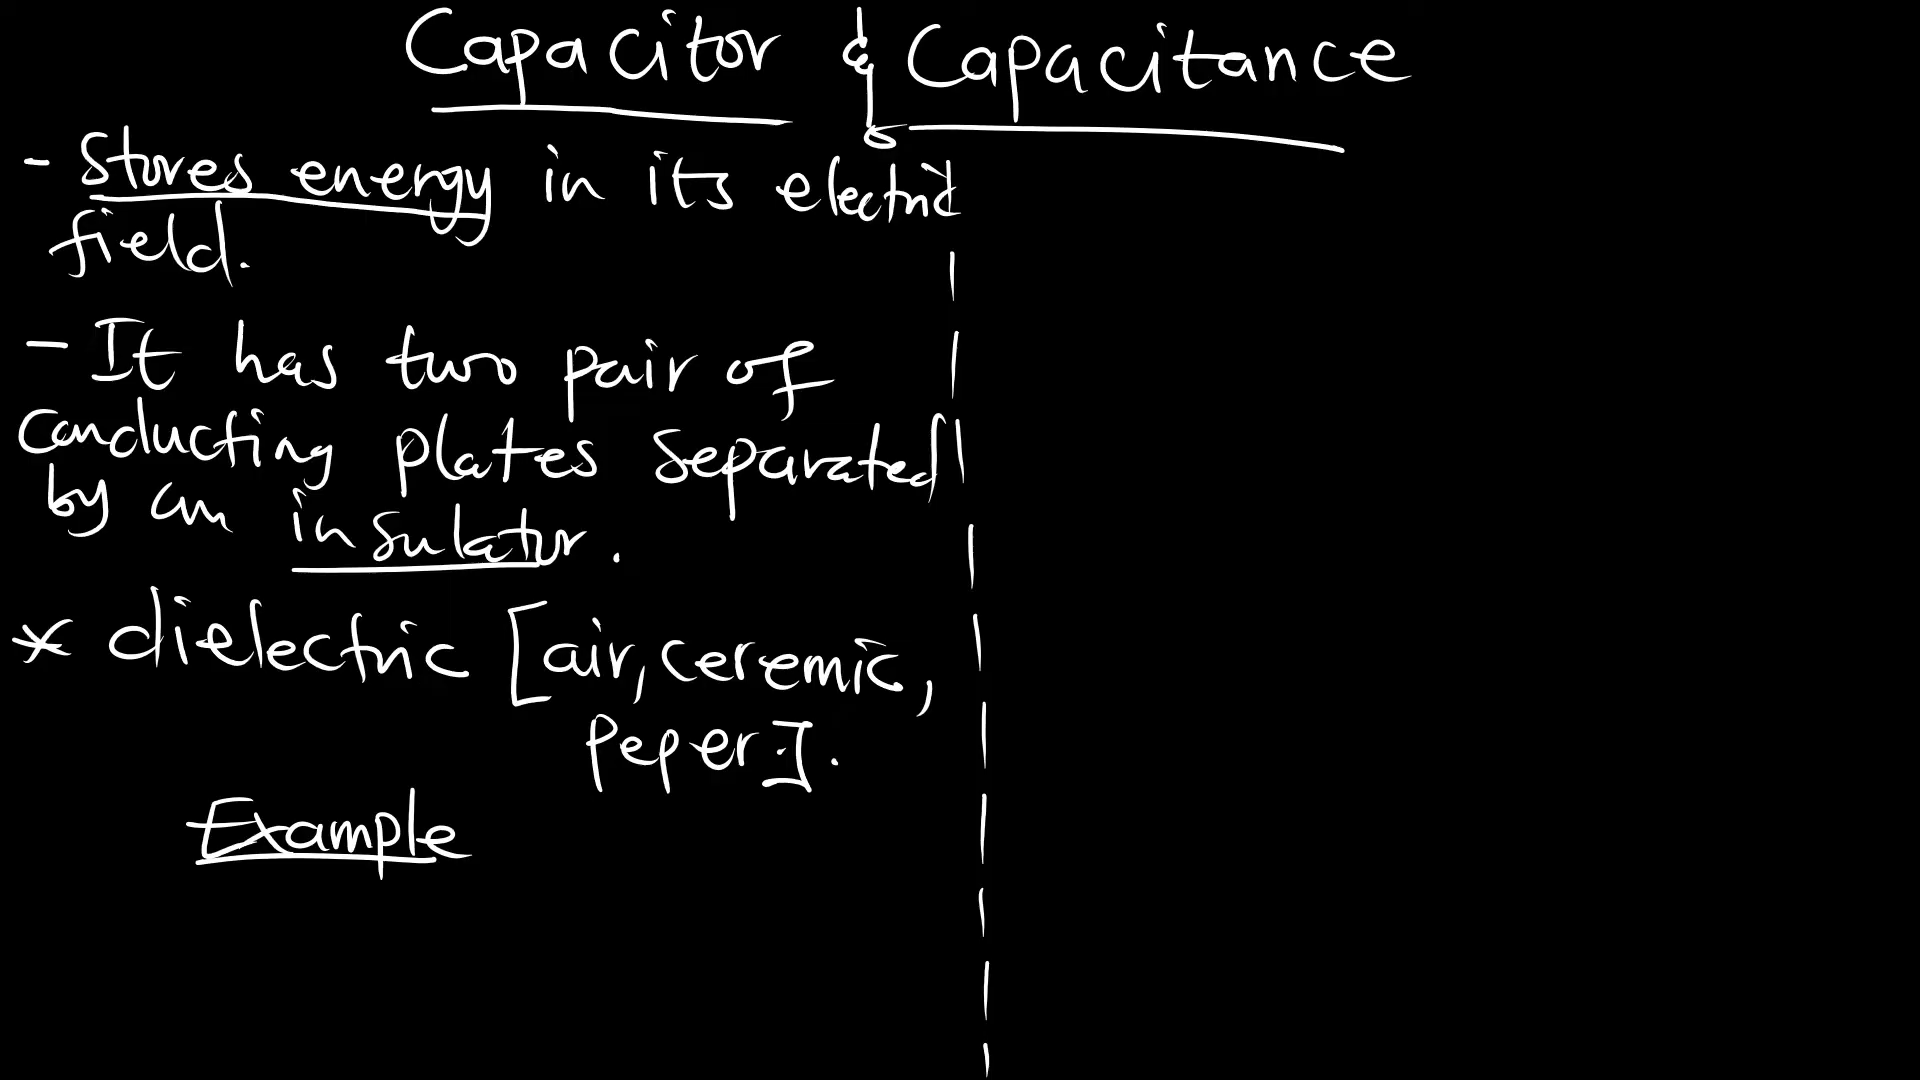 Capacitor & Capacitance
- Stores energy in its electric
field.
- It has two pair of
conducting plates separated
by an insulator.
* dielectric [air, ceremic,
peper].
Example